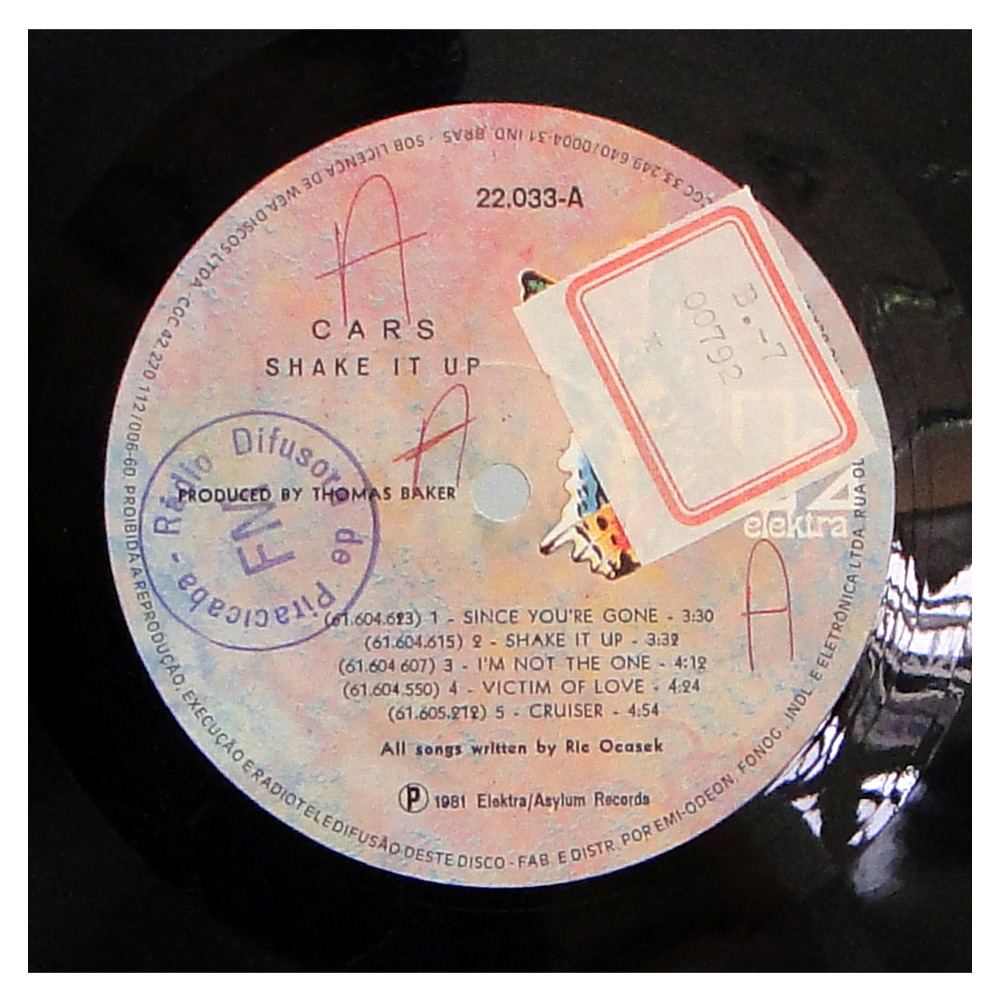 SOB LICENÇA DE WEA DISCOS LTDA · CGC 42.270.112/006-60. PROIBIDA A REPRODUÇÃO, EXECUÇÃO E RADIOTELEDIFUSÃO DESTE DISCO - FAB. E DISTR. POR EMI-ODEON, FONOG., INDL. E ELETRÔNICA LTDA. RUA OL
CGC 33.249.640/0004-31 IND. BRAS ·
22.033-A
A
CARS
SHAKE IT UP
B.-7
00792
A
Rádio Difusora de Piracicaba -
FM
PRODUCED BY THOMAS BAKER
elektra
A
(61.604.623) 1 - SINCE YOU'RE GONE - 3:30
(61.604.615) 2 - SHAKE IT UP - 3:32
(61.604 607) 3 - I'M NOT THE ONE - 4:12
(61.604.550) 4 - VICTIM OF LOVE - 4:24
(61.605.212) 5 - CRUISER - 4:54
All songs written by Ric Ocasek
Ⓟ 1981 Elektra/Asylum Records